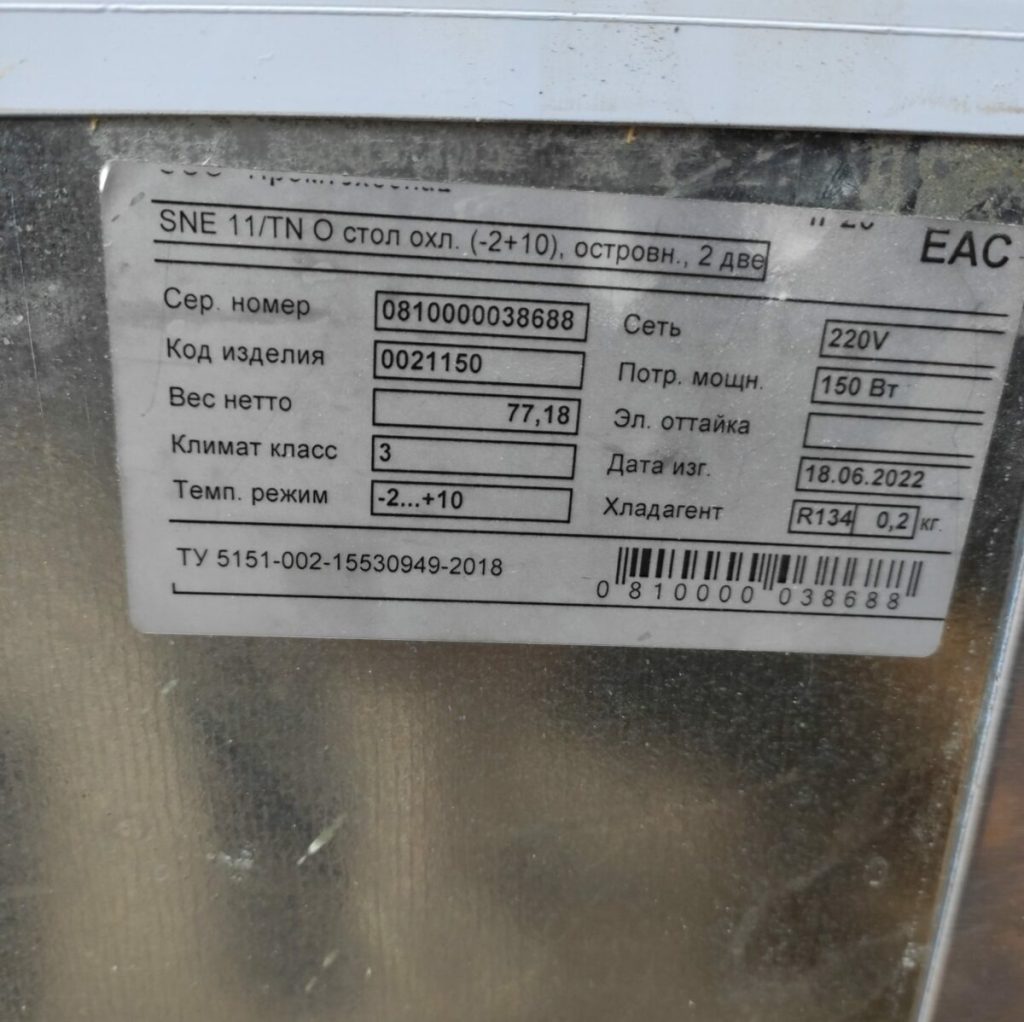 ООО
SNE 11/TN O стол охл. (-2+10), островн., 2 две
EAC
Сер. номер 0810000038688 Сеть 220V
Код изделия 0021150 Потр. мощн. 150 Вт
Вес нетто 77,18 Эл. оттайка
Климат класс 3 Дата изг. 18.06.2022
Темп. режим -2...+10 Хладагент R134 0,2 кг.
ТУ 5151-002-15530949-2018
0 810000 038688